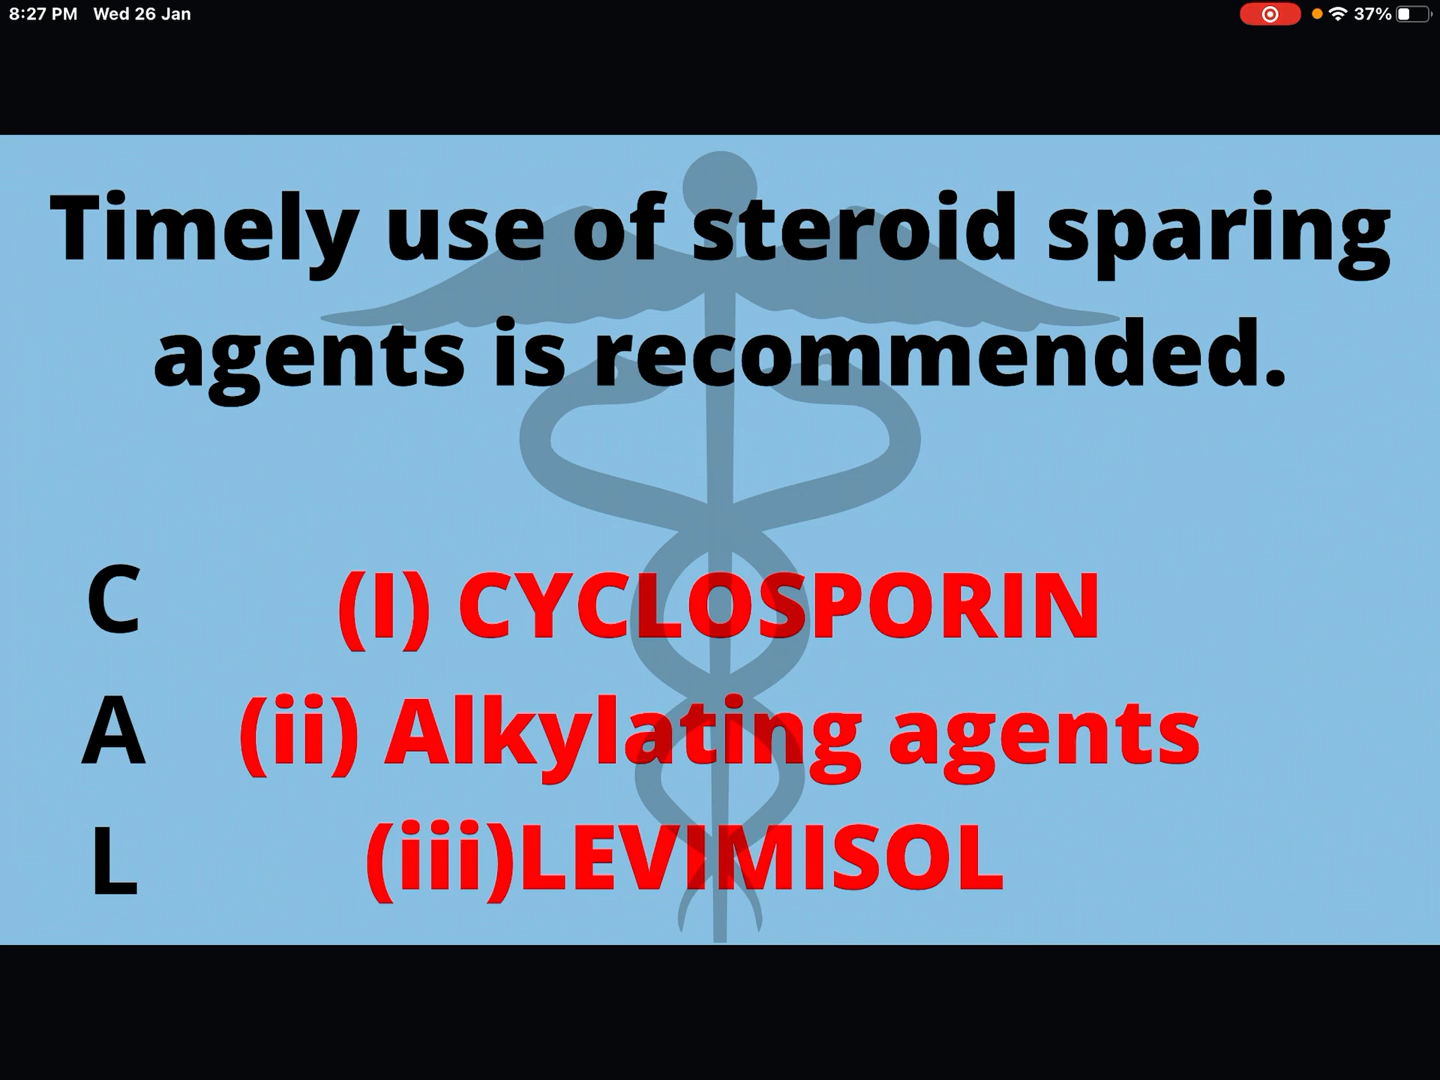 8:27 PM Wed 26 Jan
37%
Timely use of steroid sparing
agents is recommended.
C (I) CYCLOSPORIN
A (ii) Alkylating agents
L (iii)LEVIMISOL